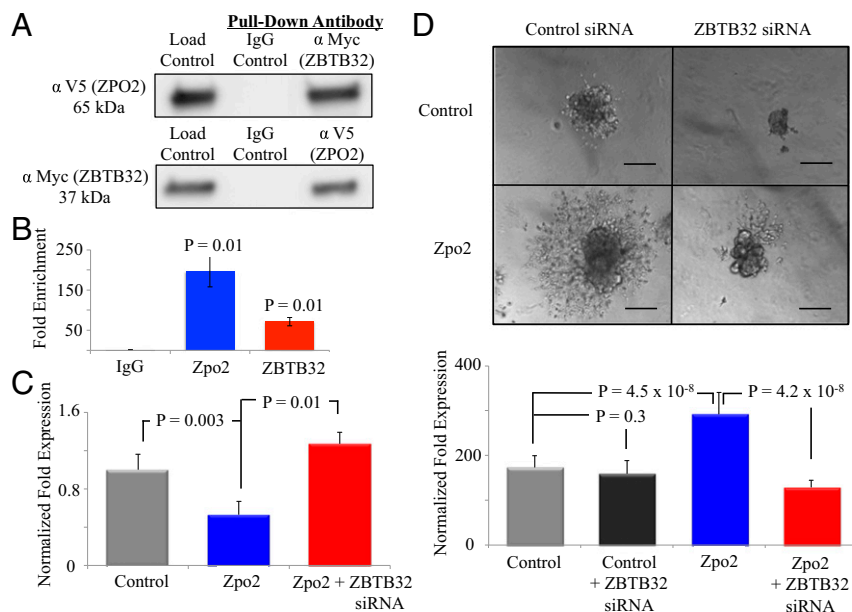 A
Pull-Down Antibody
Load Control
IgG Control
α Myc (ZBTB32)
α V5 (ZPO2)
65 kDa
Load Control
IgG Control
α V5 (ZPO2)
α Myc (ZBTB32)
37 kDa
B
Fold Enrichment
250
150
50
P = 0.01
P = 0.01
IgG
Zpo2
ZBTB32
C
Normalized Fold Expression
1.6
0.8
0
P = 0.003
P = 0.01
Control
Zpo2
Zpo2 + ZBTB32
siRNA
D
Control siRNA
ZBTB32 siRNA
Control
Zpo2
Normalized Fold Expression
400
200
0
P = 4.5 x 10-8
P = 4.2 x 10-8
P = 0.3
Control
Control
+ ZBTB32
siRNA
Zpo2
Zpo2
+ ZBTB32
siRNA